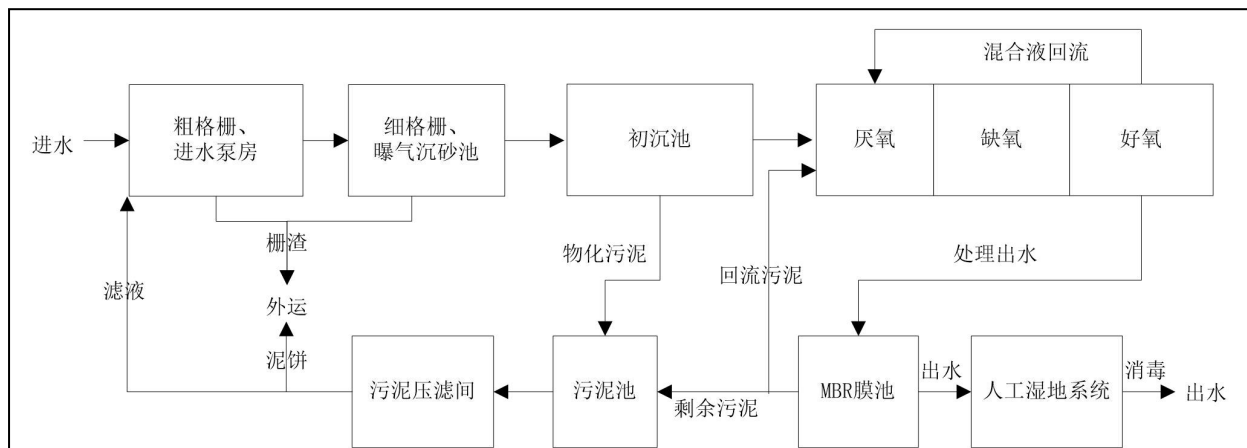 混合液回流
进水
粗格栅、
进水泵房
细格栅、
曝气沉砂池
初沉池
厌氧
缺氧
好氧
栅渣
物化污泥
回流污泥
处理出水
滤液
外运
泥饼
污泥压滤间
污泥池
剩余污泥
MBR膜池
出水
人工湿地系统
消毒
出水